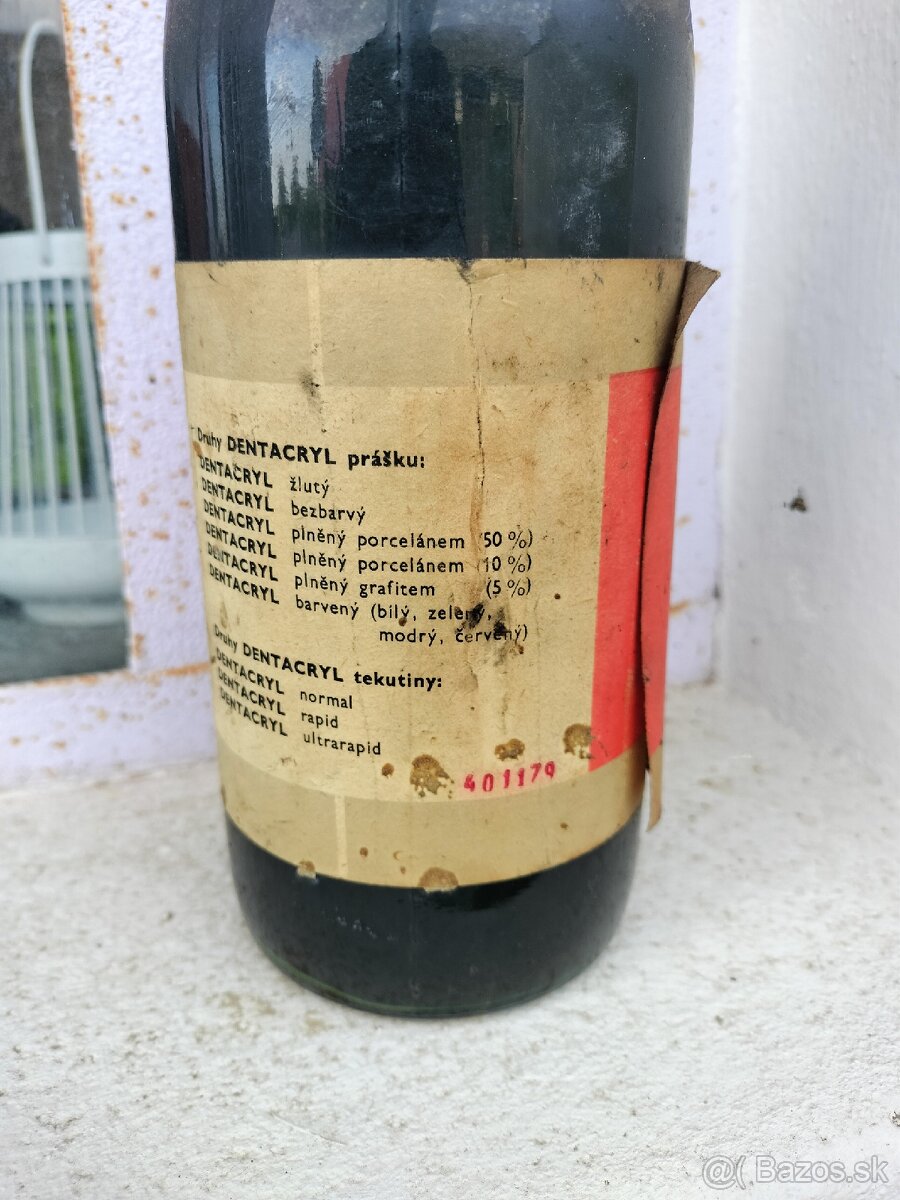 Druhy DENTACRYL prášku:
DENTACRYL žlutý
DENTACRYL bezbarvý
DENTACRYL plněný porcelánem (50 %)
DENTACRYL plněný porcelánem (10 %)
DENTACRYL plněný grafitem (5 %)
DENTACRYL barvený (bílý, zelený,
modrý, červený)
Druhy DENTACRYL tekutiny:
DENTACRYL normal
DENTACRYL rapid
DENTACRYL ultrarapid
401179
@( Bazos.sk